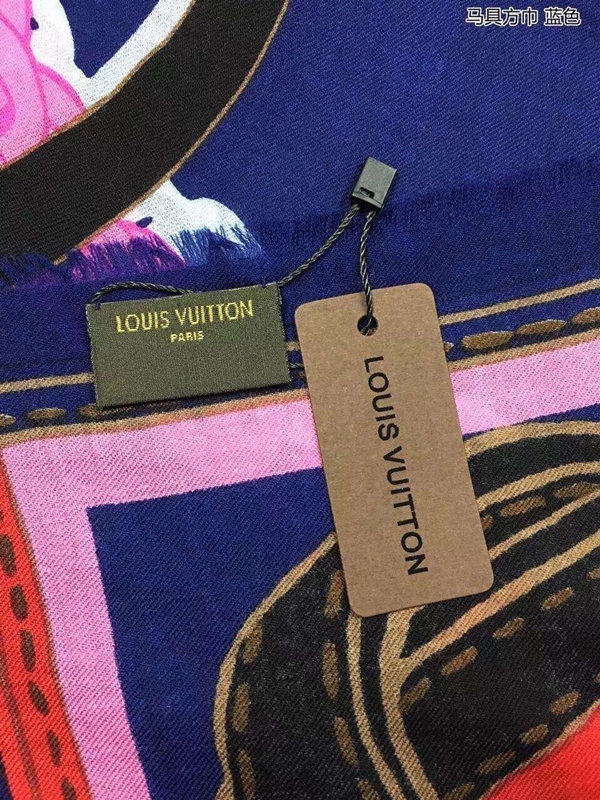 马具方巾 蓝色
LOUIS VUITTON
PARIS
LOUIS VUITTON